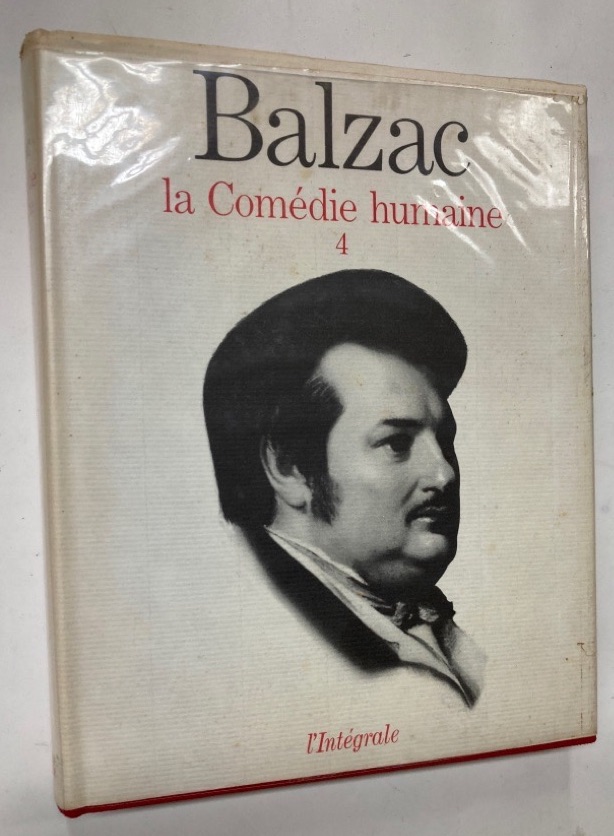 Balzac
la Comédie humaine
4
l'Intégrale